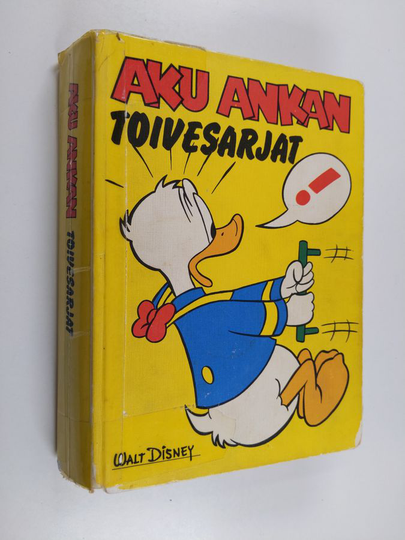 AKU ANKAN
TOIVESARJAT
!
WALT DISNEY
AKU ANKAN TOIVESARJAT